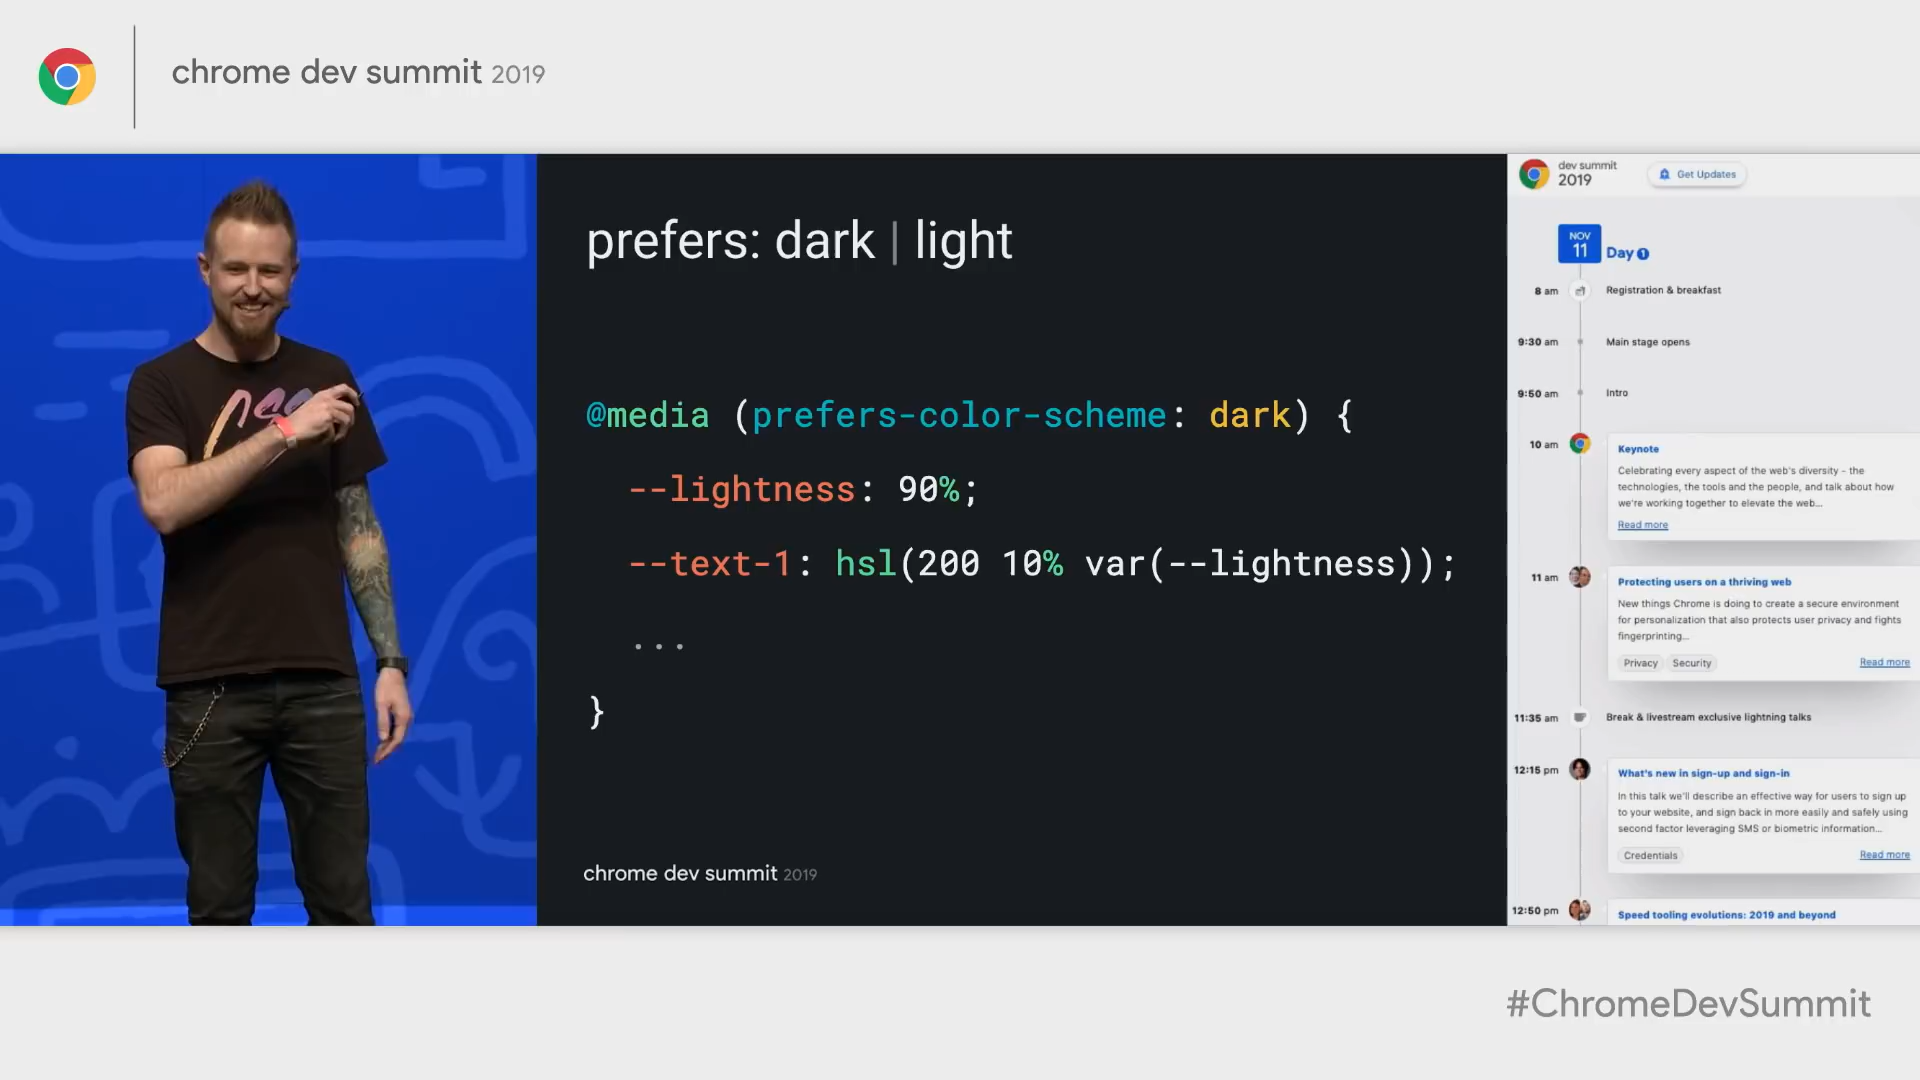 chrome dev summit 2019
prefers: dark | light
@media (prefers-color-scheme: dark) {
--lightness: 90%;
--text-1: hsl(200 10% var(--lightness));
...
}
chrome dev summit 2019
dev summit
2019
Get Updates
NOV
11
Day 1
8 am
Registration & breakfast
9:30 am
Main stage opens
9:50 am
Intro
10 am
Keynote
Celebrating every aspect of the web's diversity - the
technologies, the tools and the people, and talk about how
we're working together to elevate the web...
Read more
11 am
Protecting users on a thriving web
New things Chrome is doing to create a secure environment
for personalization that also protects user privacy and fights
fingerprinting...
Privacy
Security
Read more
11:35 am
Break & livestream exclusive lightning talks
12:15 pm
What's new in sign-up and sign-in
In this talk we'll describe an effective way for users to sign up
to your website, and sign back in more easily and safely using
second factor leveraging SMS or biometric information...
Credentials
Read more
12:50 pm
Speed tooling evolutions: 2019 and beyond
#ChromeDevSummit